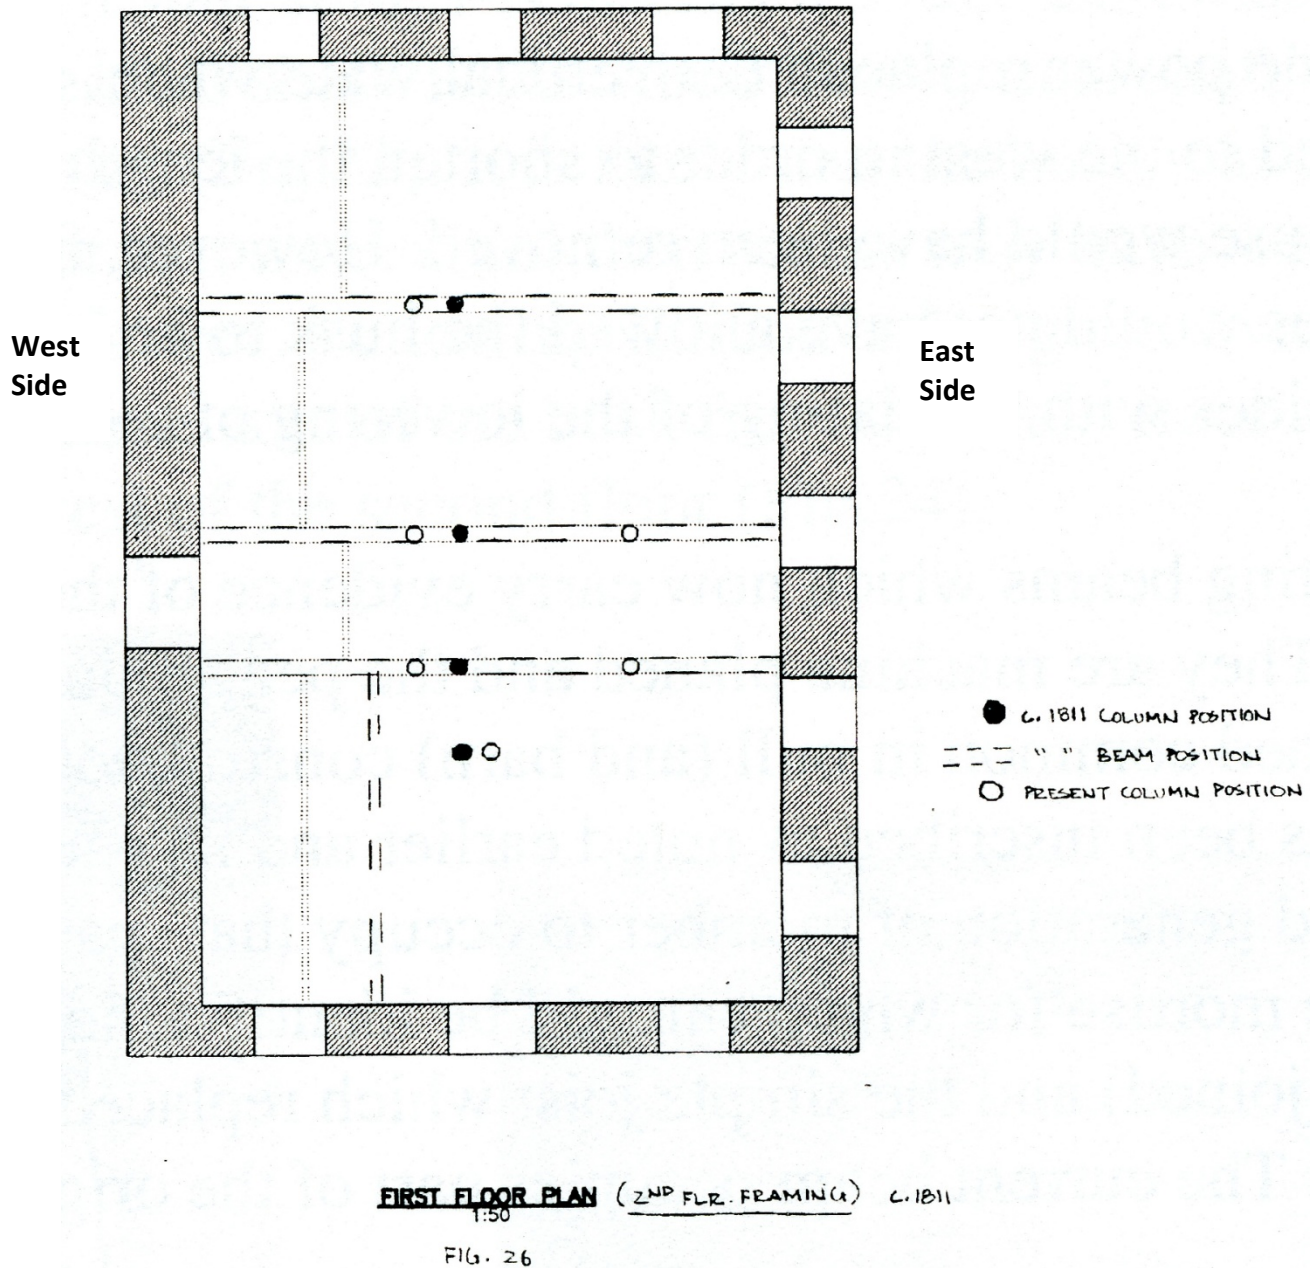 West
Side
East
Side
C. 1811 COLUMN POSITION
" " BEAM POSITION
PRESENT COLUMN POSITION
FIRST FLOOR PLAN (2ND FLR. FRAMING) C. 1811
1:50
FIG. 26